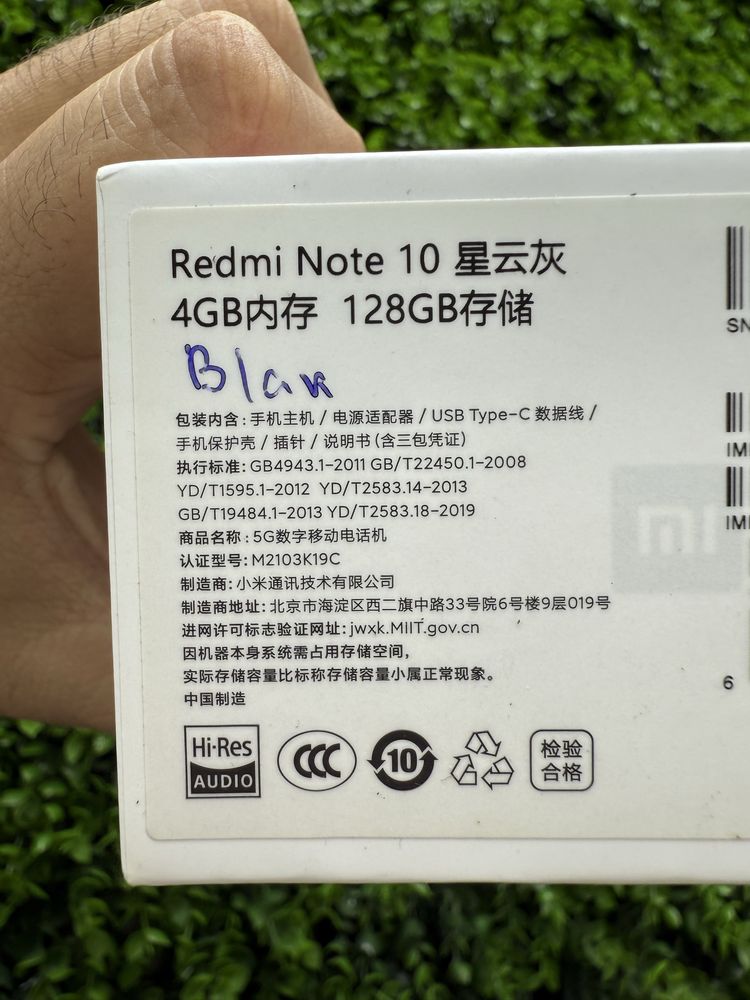 Redmi Note 10 星云灰
4GB内存 128GB存储
Blak
包装内含: 手机主机 / 电源适配器 / USB Type-C 数据线 /
手机保护壳 / 插针 / 说明书(含三包凭证)
执行标准: GB4943.1-2011 GB/T22450.1-2008
YD/T1595.1-2012 YD/T2583.14-2013
GB/T19484.1-2013 YD/T2583.18-2019
商品名称: 5G数字移动电话机
认证型号: M2103K19C
制造商: 小米通讯技术有限公司
制造商地址: 北京市海淀区西二旗中路33号院6号楼9层019号
进网许可标志验证网址: jwxk.MIIT.gov.cn
因机器本身系统需占用存储空间,
实际存储容量比标称存储容量小属正常现象。
中国制造
Hi-Res
AUDIO
CCC
10
检验
合格
SN
IM
IM
6
mi